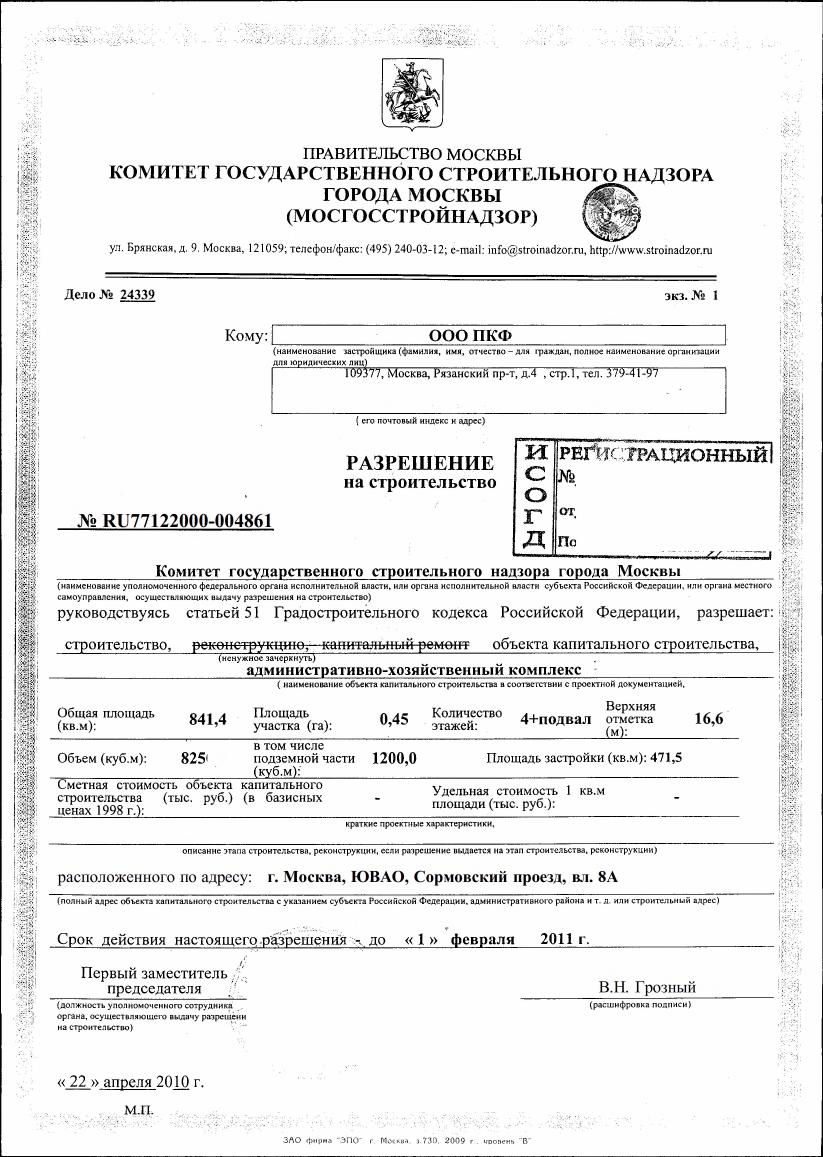 ПРАВИТЕЛЬСТВО МОСКВЫ
КОМИТЕТ ГОСУДАРСТВЕННОГО СТРОИТЕЛЬНОГО НАДЗОРА
ГОРОДА МОСКВЫ
(МОСГОССТРОЙНАДЗОР)
ул. Брянская, д. 9. Москва, 121059; телефон/факс: (495) 240-03-12; e-mail: info@stroinadzor.ru, http://www.stroinadzor.ru
Дело № 24339 экз. № 1
Кому: ООО ПКФ
(наименование застройщика (фамилия, имя, отчество – для граждан, полное наименование организации
для юридических лиц)
109377, Москва, Рязанский пр-т, д.4 , стр.1, тел. 379-41-97
( его почтовый индекс и адрес)
РАЗРЕШЕНИЕ
на строительство
ИСОГД
РЕГИСТРАЦИОННЫЙ
№
от
По
№ RU77122000-004861
Комитет государственного строительного надзора города Москвы
(наименование уполномоченного федерального органа исполнительной власти, или органа исполнительной власти субъекта Российской Федерации, или органа местного
самоуправления, осуществляющих выдачу разрешения на строительство)
руководствуясь статьей 51 Градостроительного кодекса Российской Федерации, разрешает:
строительство, реконструкцию, капитальный ремонт объекта капитального строительства,
(ненужное зачеркнуть)
административно-хозяйственный комплекс
( наименование объекта капитального строительства в соответствии с проектной документацией,
Общая площадь (кв.м): 841,4 Площадь участка (га): 0,45 Количество этажей: 4+подвал Верхняя отметка (м): 16,6
Объем (куб.м): 825 в том числе подземной части (куб.м): 1200,0 Площадь застройки (кв.м): 471,5
Сметная стоимость объекта капитального строительства (тыс. руб.) (в базисных ценах 1998 г.): - Удельная стоимость 1 кв.м площади (тыс. руб.): -
краткие проектные характеристики,
описание этапа строительства, реконструкции, если разрешение выдается на этап строительства, реконструкции)
расположенного по адресу: г. Москва, ЮВАО, Сормовский проезд, вл. 8А
(полный адрес объекта капитального строительства с указанием субъекта Российской Федерации, административного района и т. д. или строительный адрес)
Срок действия настоящего разрешения - до « 1 » февраля 2011 г.
Первый заместитель
председателя
В.Н. Грозный
(должность уполномоченного сотрудника
органа, осуществляющего выдачу разрешени
на строительство)
(расшифровка подписи)
« 22 » апреля 2010 г.
М.П.
ЗАО фирма "ЭПО" г. Москва, з.730, 2009 г., уровень "В"